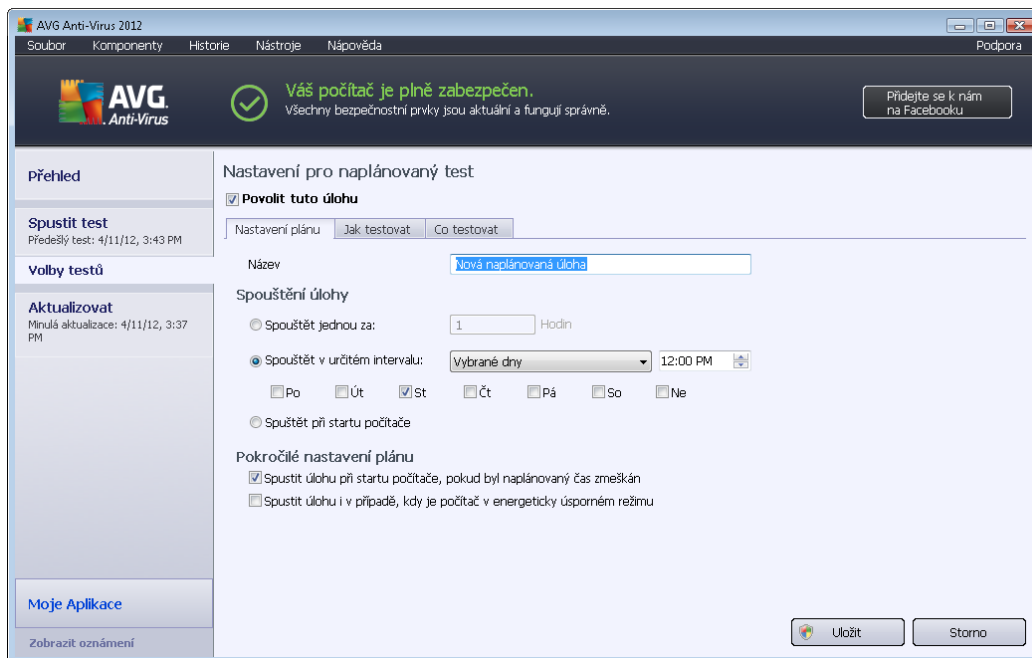 AVG Anti-Virus 2012
Soubor Komponenty Historie Nástroje Nápověda Podpora
AVG.
Anti-Virus
Váš počítač je plně zabezpečen.
Všechny bezpečnostní prvky jsou aktuální a fungují správně.
Přidejte se k nám
na Facebooku
Přehled
Spustit test
Předešlý test: 4/11/12, 3:43 PM
Volby testů
Aktualizovat
Minulá aktualizace: 4/11/12, 3:37
PM
Moje Aplikace
Zobrazit oznámení
Nastavení pro naplánovaný test
Povolit tuto úlohu
Nastavení plánu Jak testovat Co testovat
Název Nová naplánovaná úloha
Spouštění úlohy
Spouštět jednou za: 1 Hodin
Spouštět v určitém intervalu: Vybrané dny 12:00 PM
Po Út St Čt Pá So Ne
Spuštět při startu počítače
Pokročilé nastavení plánu
Spustit úlohu při startu počítače, pokud byl naplánovaný čas zmeškán
Spustit úlohu i v případě, kdy je počítač v energeticky úsporném režimu
Uložit Storno